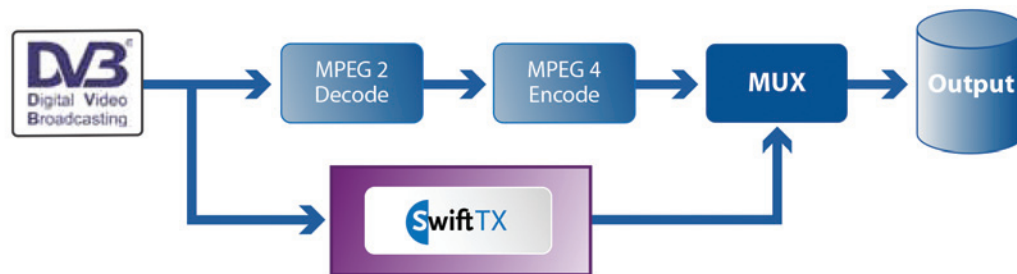 DVB
Digital Video
Broadcasting
MPEG 2
Decode
MPEG 4
Encode
MUX
Output
SwiftTX